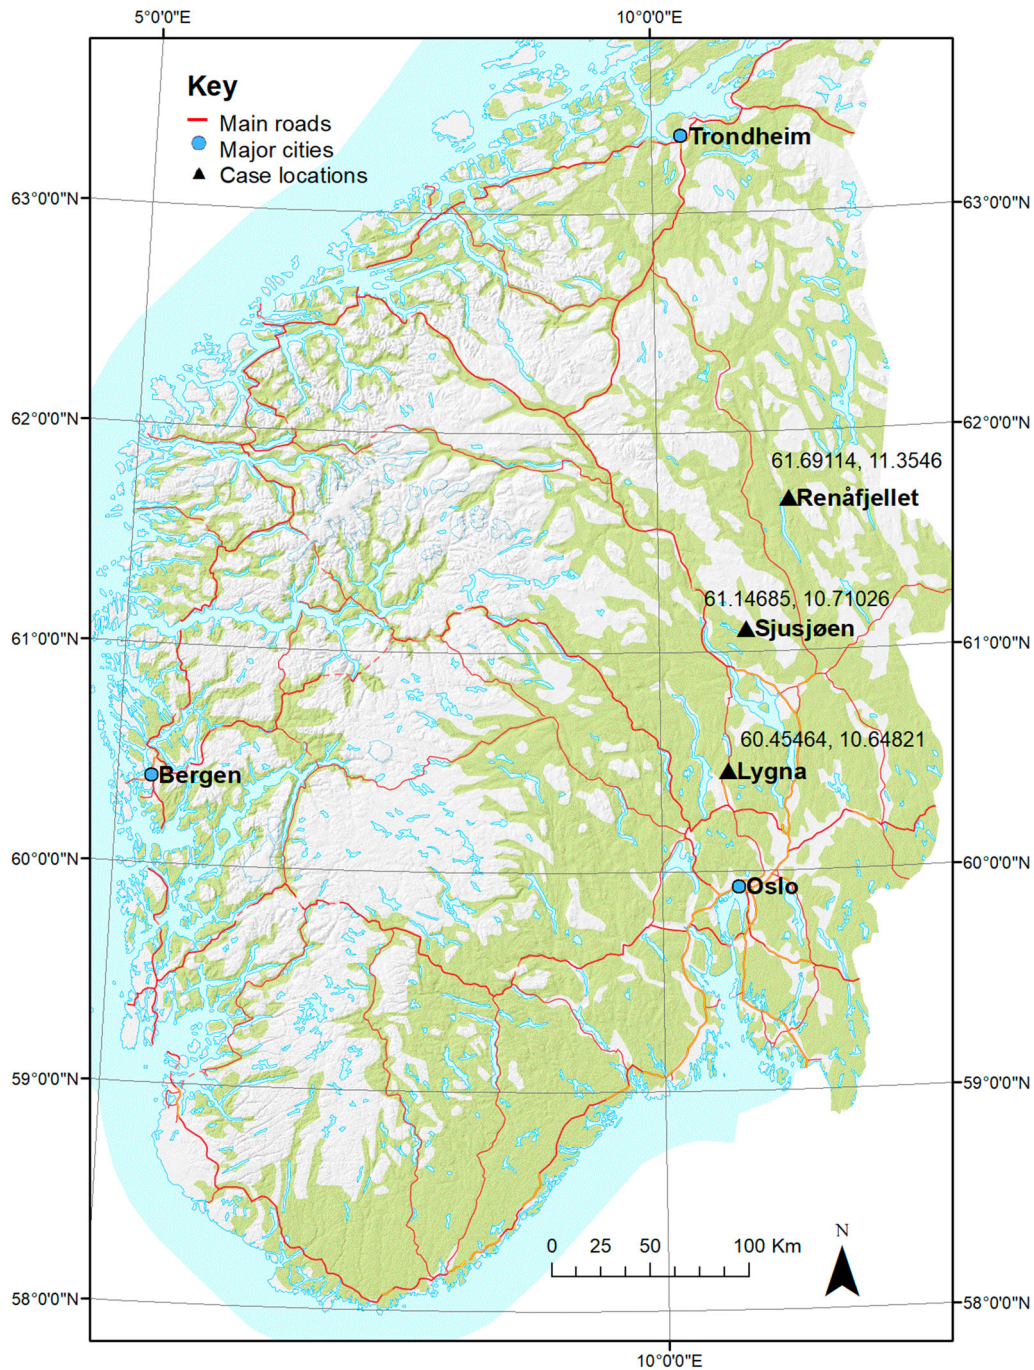 5°0'0"E
10°0'0"E
Key
Main roads
Major cities
Case locations
Trondheim
63°0'0"N
63°0'0"N
62°0'0"N
62°0'0"N
61.69114, 11.3546
Renåfjellet
61.14685, 10.71026
Sjusjøen
61°0'0"N
61°0'0"N
60.45464, 10.64821
Lygna
Bergen
60°0'0"N
60°0'0"N
Oslo
59°0'0"N
59°0'0"N
N
0 25 50 100 Km
58°0'0"N
58°0'0"N
10°0'0"E